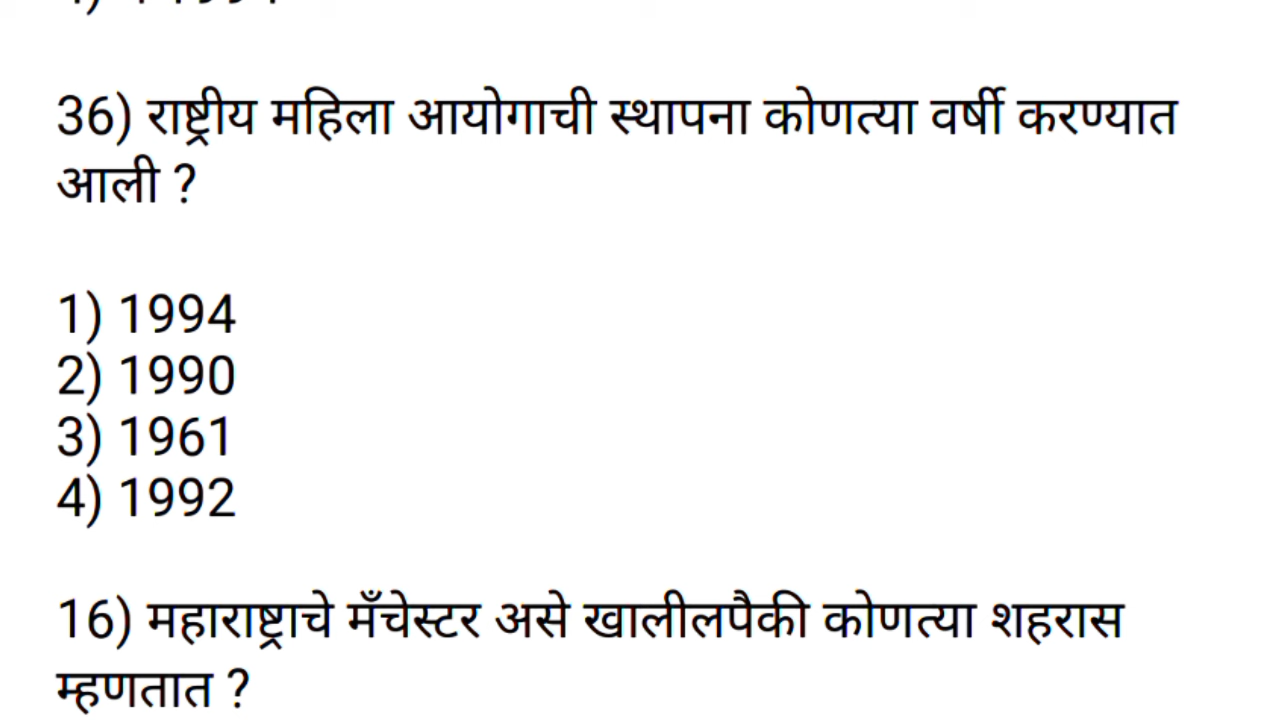 36) राष्ट्रीय महिला आयोगाची स्थापना कोणत्या वर्षी करण्यात
आली ?
1) 1994
2) 1990
3) 1961
4) 1992
16) महाराष्ट्राचे मँचेस्टर असे खालीलपैकी कोणत्या शहरास
म्हणतात ?